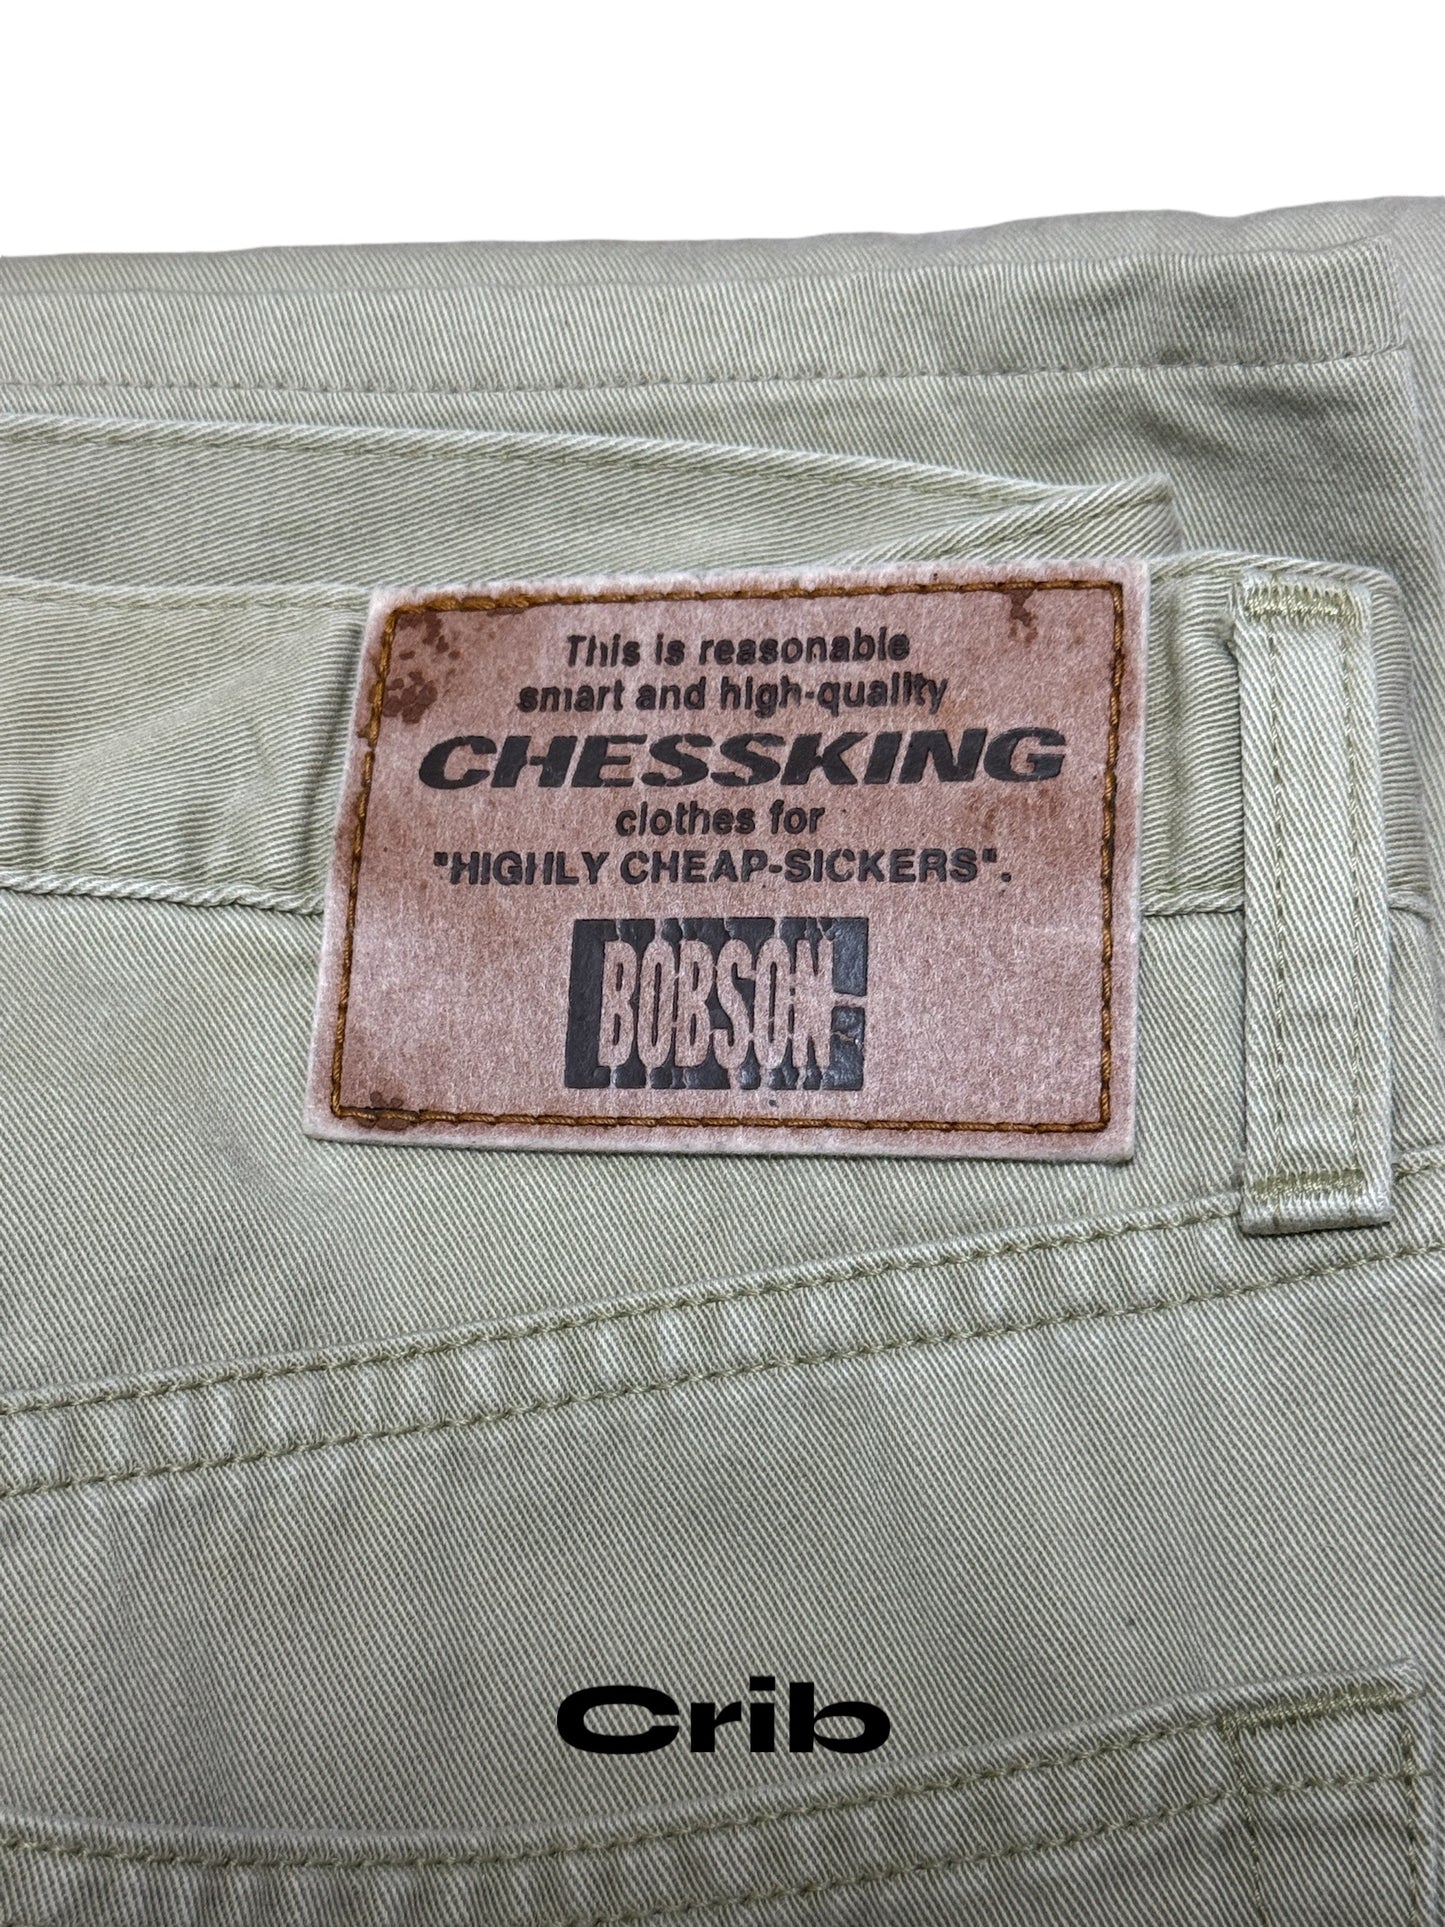 This is reasonable
smart and high-quality
CHESSKING
clothes for
"HIGHLY CHEAP-SICKERS".
BOBSON
Crib